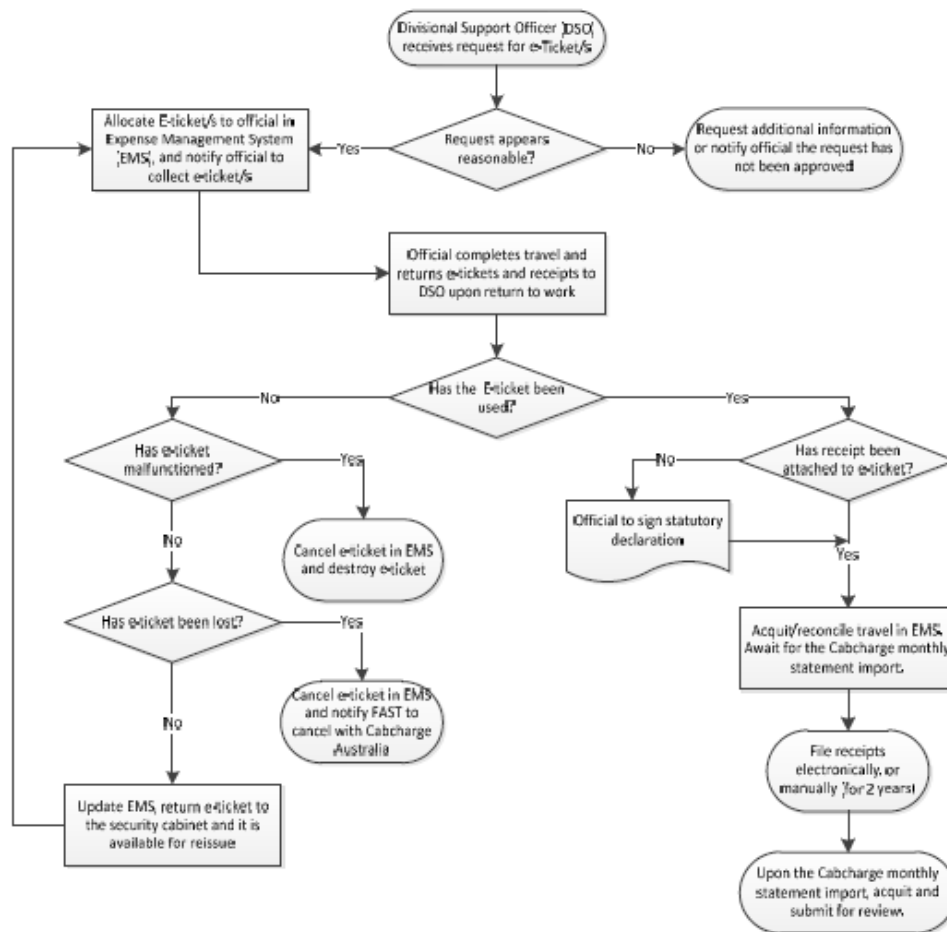 Divisional Support Officer (DSO)
receives request for e-Ticket/s
Allocate E-ticket/s to official in
Expense Management System
(EMS), and notify official to
collect e-ticket/s
Yes
Request appears
reasonable?
No
Request additional information
or notify official the request has
not been approved
Official completes travel and
returns e-tickets and receipts to
DSO upon return to work
Has the E-ticket been
used?
No
Yes
Has e-ticket
malfunctioned?
Yes
No
Cancel e-ticket in EMS
and destroy e-ticket
Has receipt been
attached to e-ticket?
No
Official to sign statutory
declaration
Yes
Has e-ticket been lost?
Yes
No
Cancel e-ticket in EMS
and notify FAST to
cancel with Cabcharge
Australia
Acquit/reconcile travel in EMS.
Await for the Cabcharge monthly
statement import.
File receipts
electronically, or
manually (for 2 years)
Update EMS, return e-ticket to
the security cabinet and it is
available for reissue
Upon the Cabcharge monthly
statement import, acquit and
submit for review.